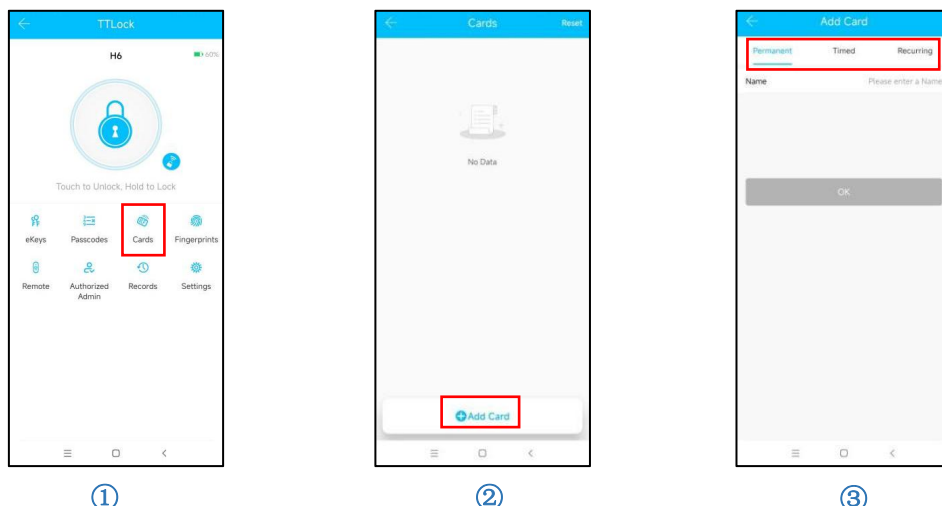 TTLock
H6
60%
Touch to Unlock, Hold to Lock
eKeys Passcodes Cards Fingerprints
Remote Authorized Admin Records Settings
①
Cards Reset
No Data
Add Card
②
Add Card
Permanent Timed Recurring
Name Please enter a Name
OK
③